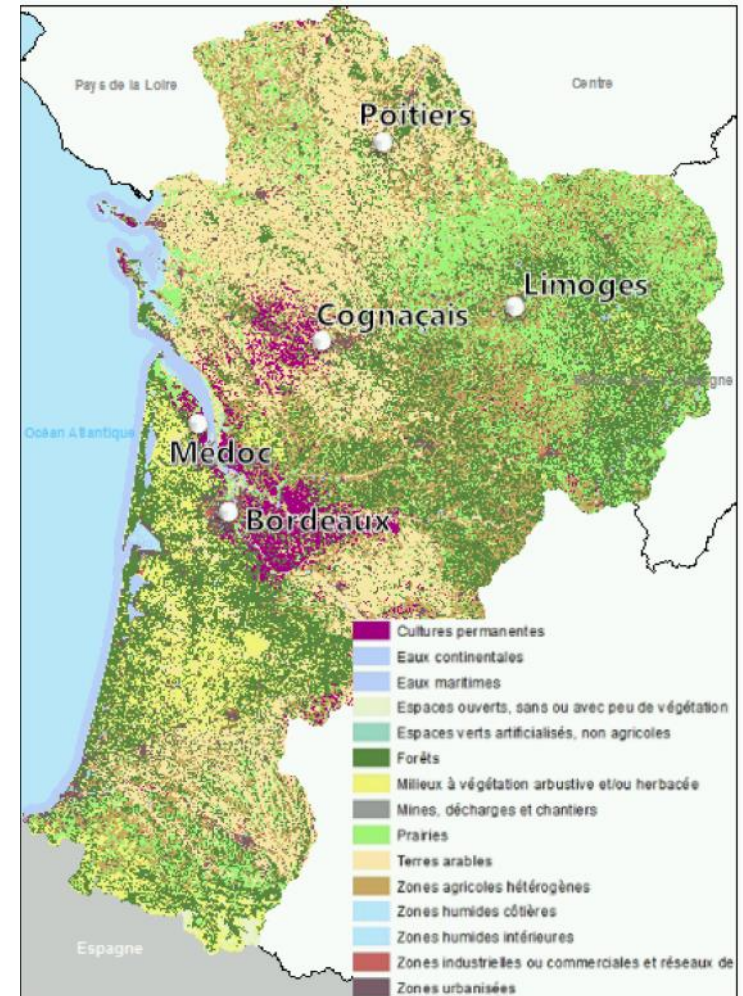 Pays de la Loire
Centre
Poitiers
Limoges
Cognaçais
Océan Atlantique
Médoc
Bordeaux
Cultures permanentes
Eaux continentales
Eaux maritimes
Espaces ouverts, sans ou avec peu de végétation
Espaces verts artificialisés, non agricoles
Forêts
Milieux à végétation arbustive et/ou herbacée
Mines, décharges et chantiers
Prairies
Terres arables
Zones agricoles hétérogènes
Zones humides côtières
Zones humides intérieures
Zones industrielles ou commerciales et réseaux de
Zones urbanisées
Espagne